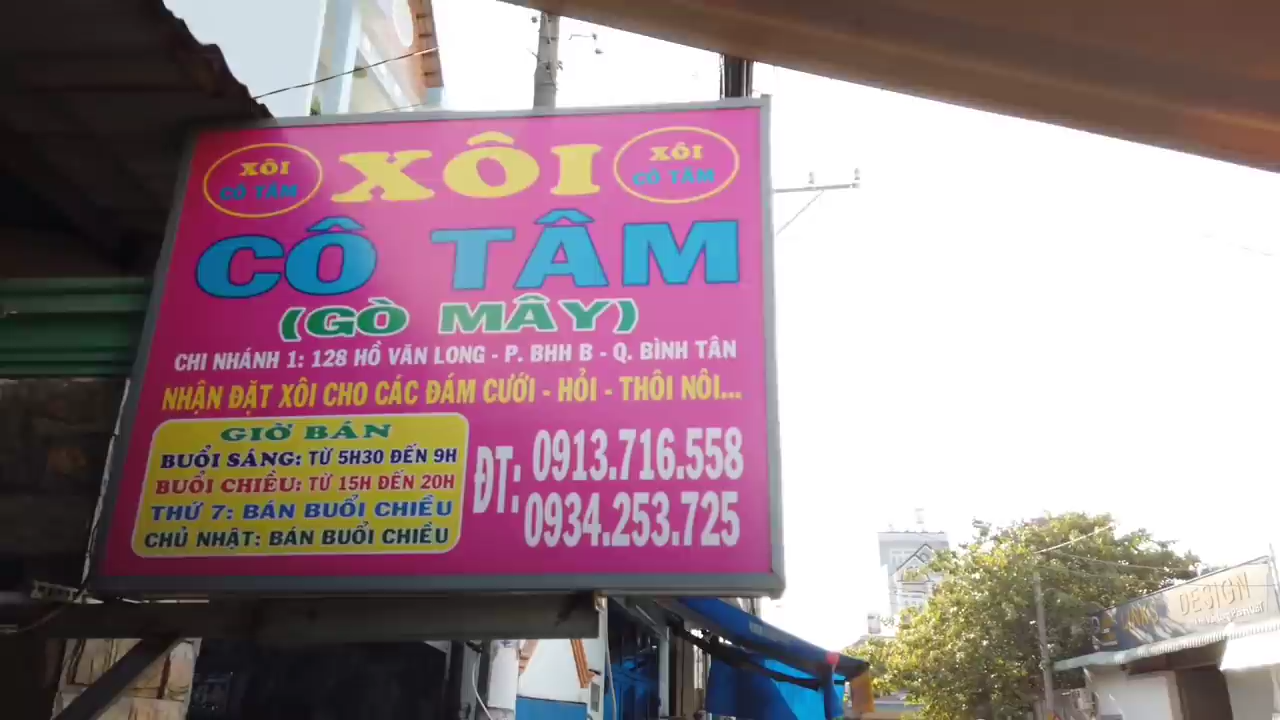 XÔI
CÔ TÂM
XÔI
XÔI
CÔ TÂM
CÔ TÂM
(GÒ MÂY)
CHI NHÁNH 1: 128 HỒ VĂN LONG - P. BHH B - Q. BÌNH TÂN
NHẬN ĐẶT XÔI CHO CÁC ĐÁM CƯỚI - HỎI - THÔI NÔI...
GIỜ BÁN
BUỔI SÁNG: TỪ 5H30 ĐẾN 9H
BUỔI CHIỀU: TỪ 15H ĐẾN 20H
THỨ 7: BÁN BUỔI CHIỀU
CHỦ NHẬT: BÁN BUỔI CHIỀU
ĐT: 0913.716.558
0934.253.725
DESIGN